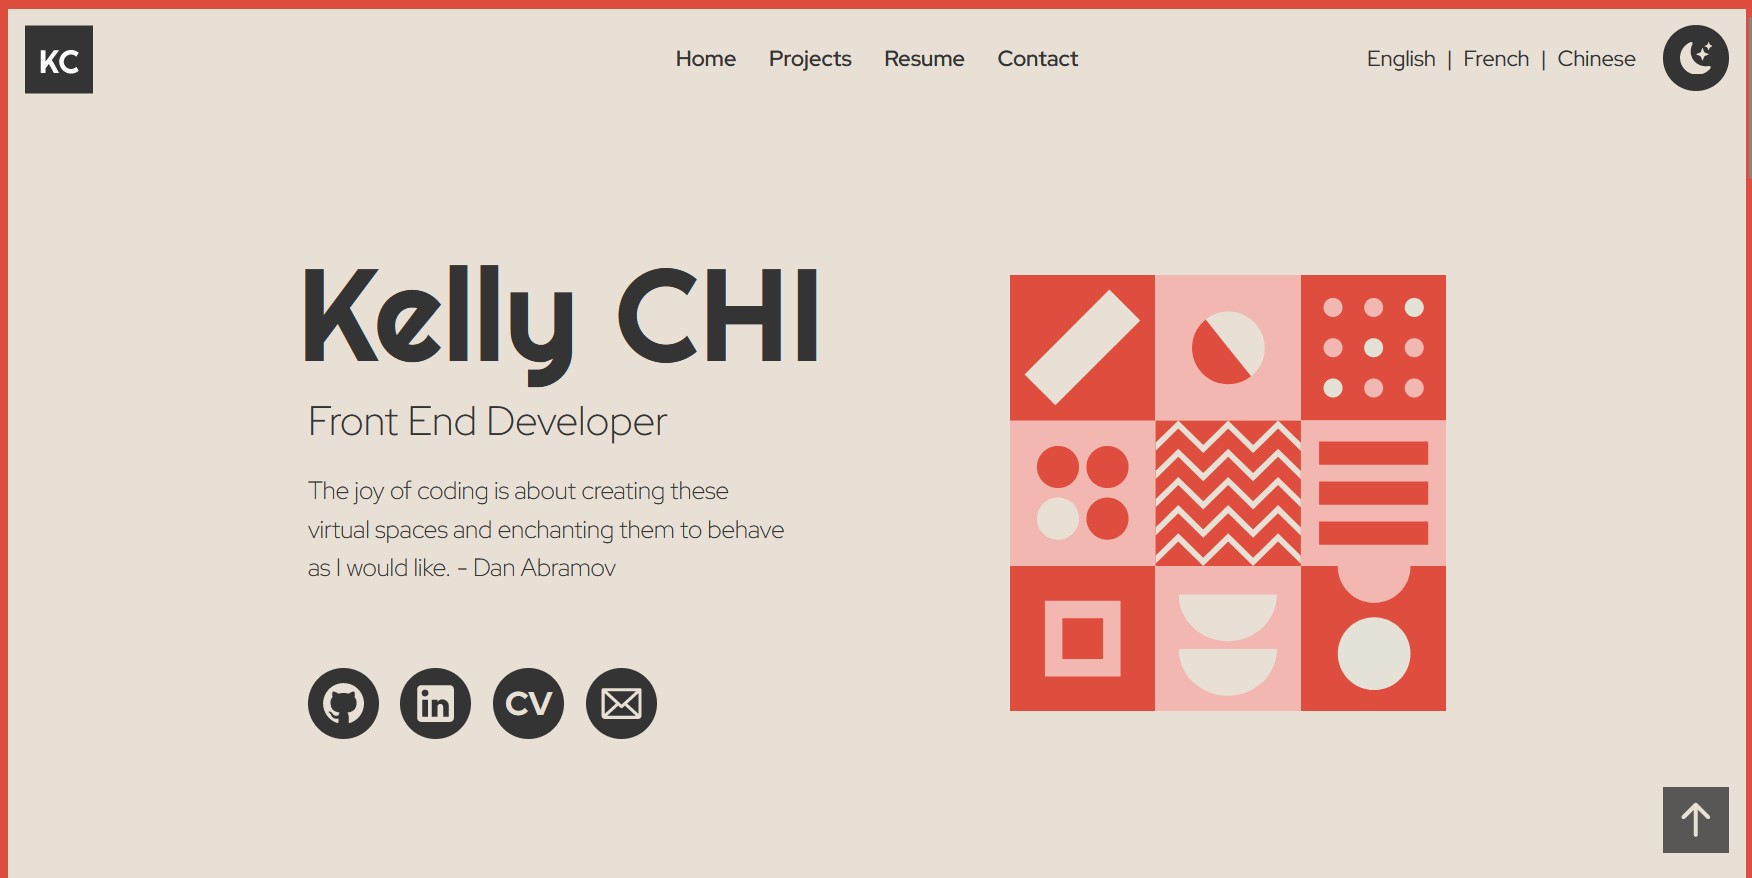 KC
Home Projects Resume Contact
English | French | Chinese
Kelly CHI
Front End Developer
The joy of coding is about creating these
virtual spaces and enchanting them to behave
as I would like. - Dan Abramov
in
CV